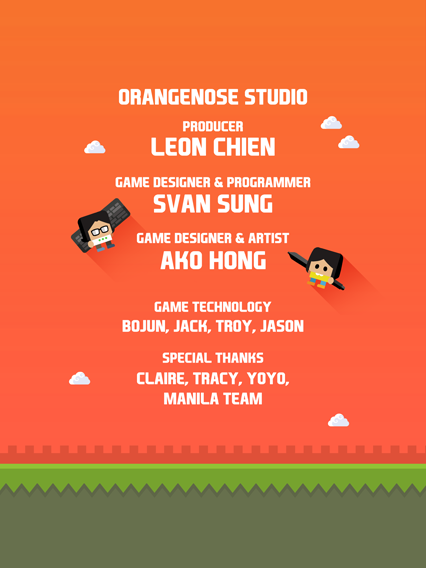 ORANGENOSE STUDIO
PRODUCER
LEON CHIEN
GAME DESIGNER & PROGRAMMER
SVAN SUNG
GAME DESIGNER & ARTIST
AKO HONG
GAME TECHNOLOGY
BOJUN, JACK, TROY, JASON
SPECIAL THANKS
CLAIRE, TRACY, YOYO,
MANILA TEAM